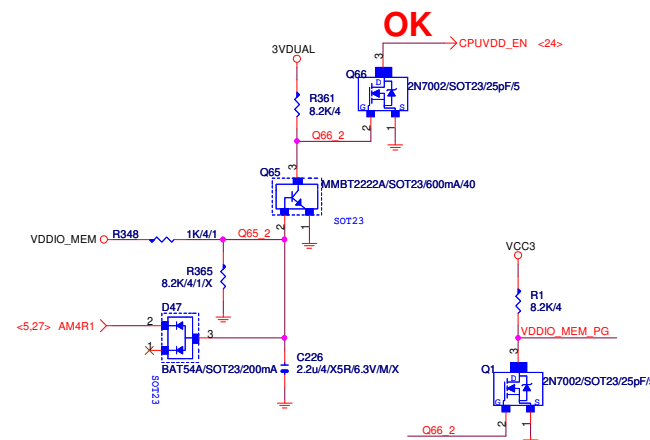 OK
3
CPUVDD_EN <24>
3VDUAL
Q66
D
2N7002/SOT23/25pF/5
R361
8.2K/4
G
S
Q66_2
2
1
Q65
3
MMBT2222A/SOT23/600mA/40
SOT23
VDDIO_MEM
R348
1K/4/1
Q65_2
2
1
VCC3
R365
8.2K/4/1/X
D47
R1
8.2K/4
<5,27> AM4R1
2
3
1
VDDIO_MEM_PG
C226
2.2u/4/X5R/6.3V/M/X
BAT54A/SOT23/200mA
SOT23
3
Q1
D
2N7002/SOT23/25pF/
G
S
Q66_2
2
1